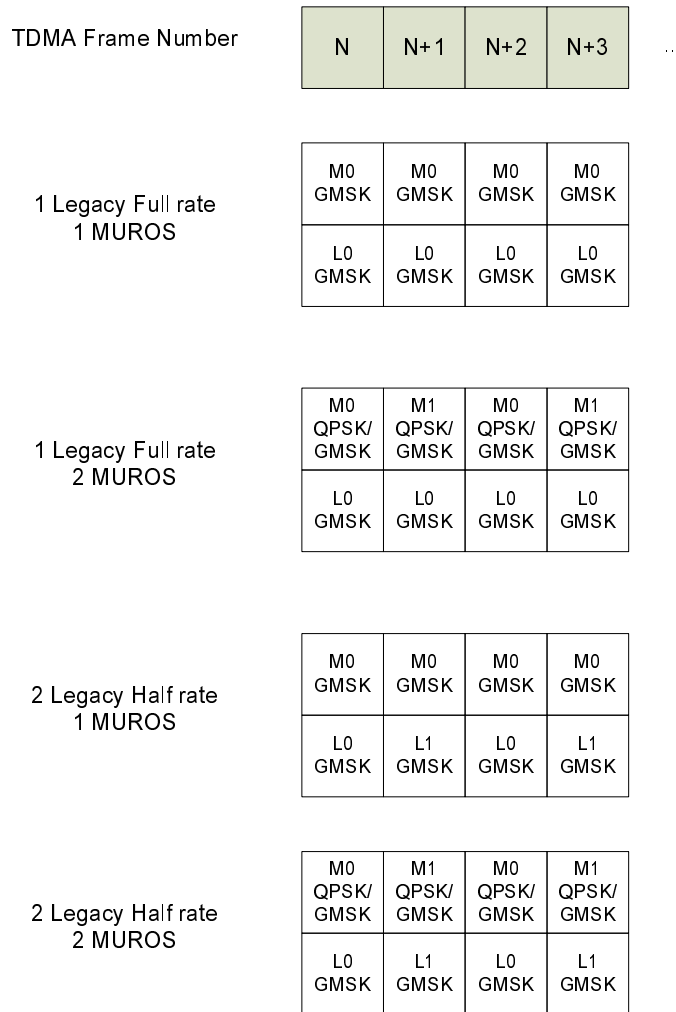 TDMA Frame Number
N N+1 N+2 N+3 ..
M0 M0 M0 M0
GMSK GMSK GMSK GMSK
1 Legacy Full rate
1 MUROS
L0 L0 L0 L0
GMSK GMSK GMSK GMSK
M0 M1 M0 M1
QPSK/ QPSK/ QPSK/ QPSK/
GMSK GMSK GMSK GMSK
1 Legacy Full rate
2 MUROS
L0 L0 L0 L0
GMSK GMSK GMSK GMSK
M0 M0 M0 M0
GMSK GMSK GMSK GMSK
2 Legacy Half rate
1 MUROS
L0 L1 L0 L1
GMSK GMSK GMSK GMSK
M0 M1 M0 M1
QPSK/ QPSK/ QPSK/ QPSK/
GMSK GMSK GMSK GMSK
2 Legacy Half rate
2 MUROS
L0 L1 L0 L1
GMSK GMSK GMSK GMSK